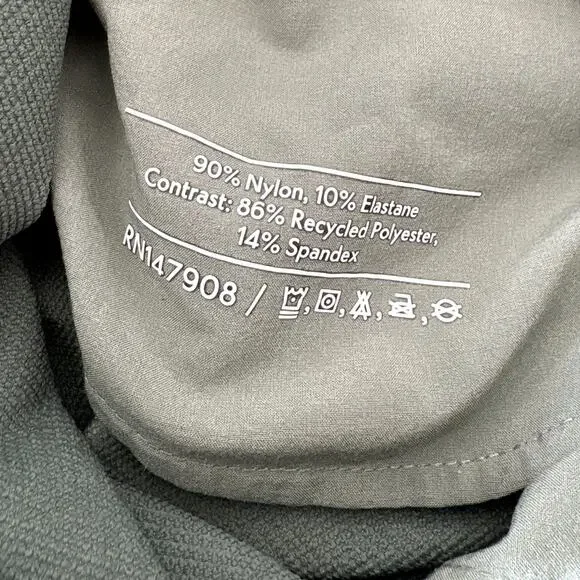 90% Nylon, 10% Elastane
Contrast: 86% Recycled Polyester,
14% Spandex
RN147908 /